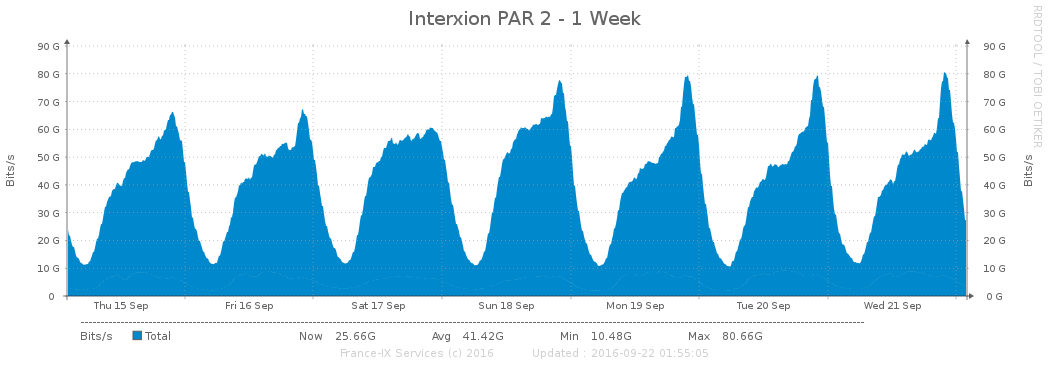 Interxion PAR 2 - 1 Week
RRDTOOL / TOBI OETIKER
Bits/s
90 G
80 G
70 G
60 G
50 G
40 G
30 G
20 G
10 G
0
90 G
80 G
70 G
60 G
50 G
40 G
30 G
20 G
10 G
0 G
Bits/s
Thu 15 Sep Fri 16 Sep Sat 17 Sep Sun 18 Sep Mon 19 Sep Tue 20 Sep Wed 21 Sep
Bits/s Total Now 25.66G Avg 41.42G Min 10.48G Max 80.66G
France-IX Services (c) 2016 Updated : 2016-09-22 01:55:05